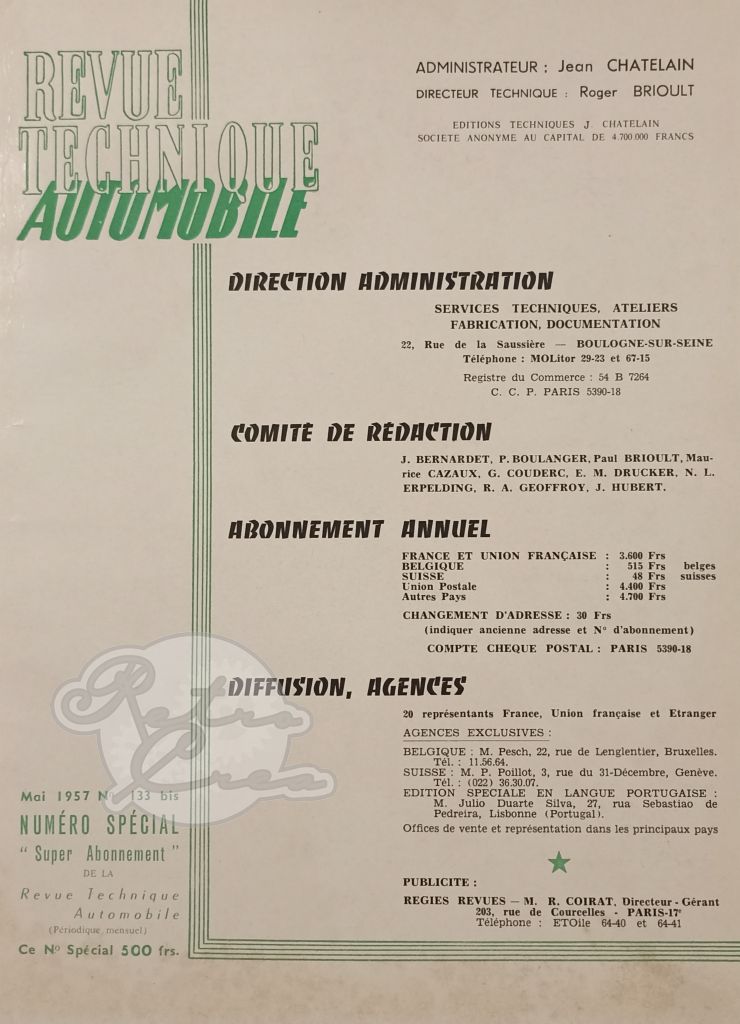 REVUE
TECHNIQUE
AUTOMOBILE
ADMINISTRATEUR : Jean CHATELAIN
DIRECTEUR TECHNIQUE : Roger BRIOULT
EDITIONS TECHNIQUES J. CHATELAIN
SOCIETE ANONYME AU CAPITAL DE 4.700.000 FRANCS
DIRECTION ADMINISTRATION
SERVICES TECHNIQUES, ATELIERS
FABRICATION, DOCUMENTATION
22, Rue de la Saussière — BOULOGNE-SUR-SEINE
Téléphone : MOLitor 29-23 et 67-15
Registre du Commerce : 54 B 7264
C. C. P. PARIS 5390-18
COMITÉ DE RÉDACTION
J. BERNARDET, P. BOULANGER, Paul BRIOULT, Mau-
rice CAZAUX, G. COUDERC, E. M. DRUCKER, N. L.
ERPELDING, R. A. GEOFFROY, J. HUBERT.
ABONNEMENT ANNUEL
FRANCE ET UNION FRANÇAISE : 3.600 Frs
BELGIQUE : 515 Frs belges
SUISSE : 48 Frs suisses
Union Postale : 4.400 Frs
Autres Pays : 4.700 Frs
CHANGEMENT D'ADRESSE : 30 Frs
(indiquer ancienne adresse et N° d'abonnement)
COMPTE CHEQUE POSTAL : PARIS 5390-18
DIFFUSION, AGENCES
20 représentants France, Union française et Etranger
AGENCES EXCLUSIVES :
BELGIQUE : M. Pesch, 22, rue de Lenglentier, Bruxelles.
Tél. : 11.56.64.
SUISSE : M. P. Poillot, 3, rue du 31-Décembre, Genève.
Tél. : (022) 36.30.07.
EDITION SPECIALE EN LANGUE PORTUGAISE :
M. Julio Duarte Silva, 27, rua Sebastiao de
Pedreira, Lisbonne (Portugal).
Offices de vente et représentation dans les principaux pays
PUBLICITE :
REGIES REVUES — M. R. COIRAT, Directeur-Gérant
203, rue de Courcelles - PARIS-17e
Téléphone : ETOile 64-40 et 64-41
Retro
Crea
Mai 1957 No 133 bis
NUMÉRO SPÉCIAL
" Super Abonnement "
DE LA
Revue Technique
Automobile
(Périodique mensuel)
Ce No Spécial 500 frs.